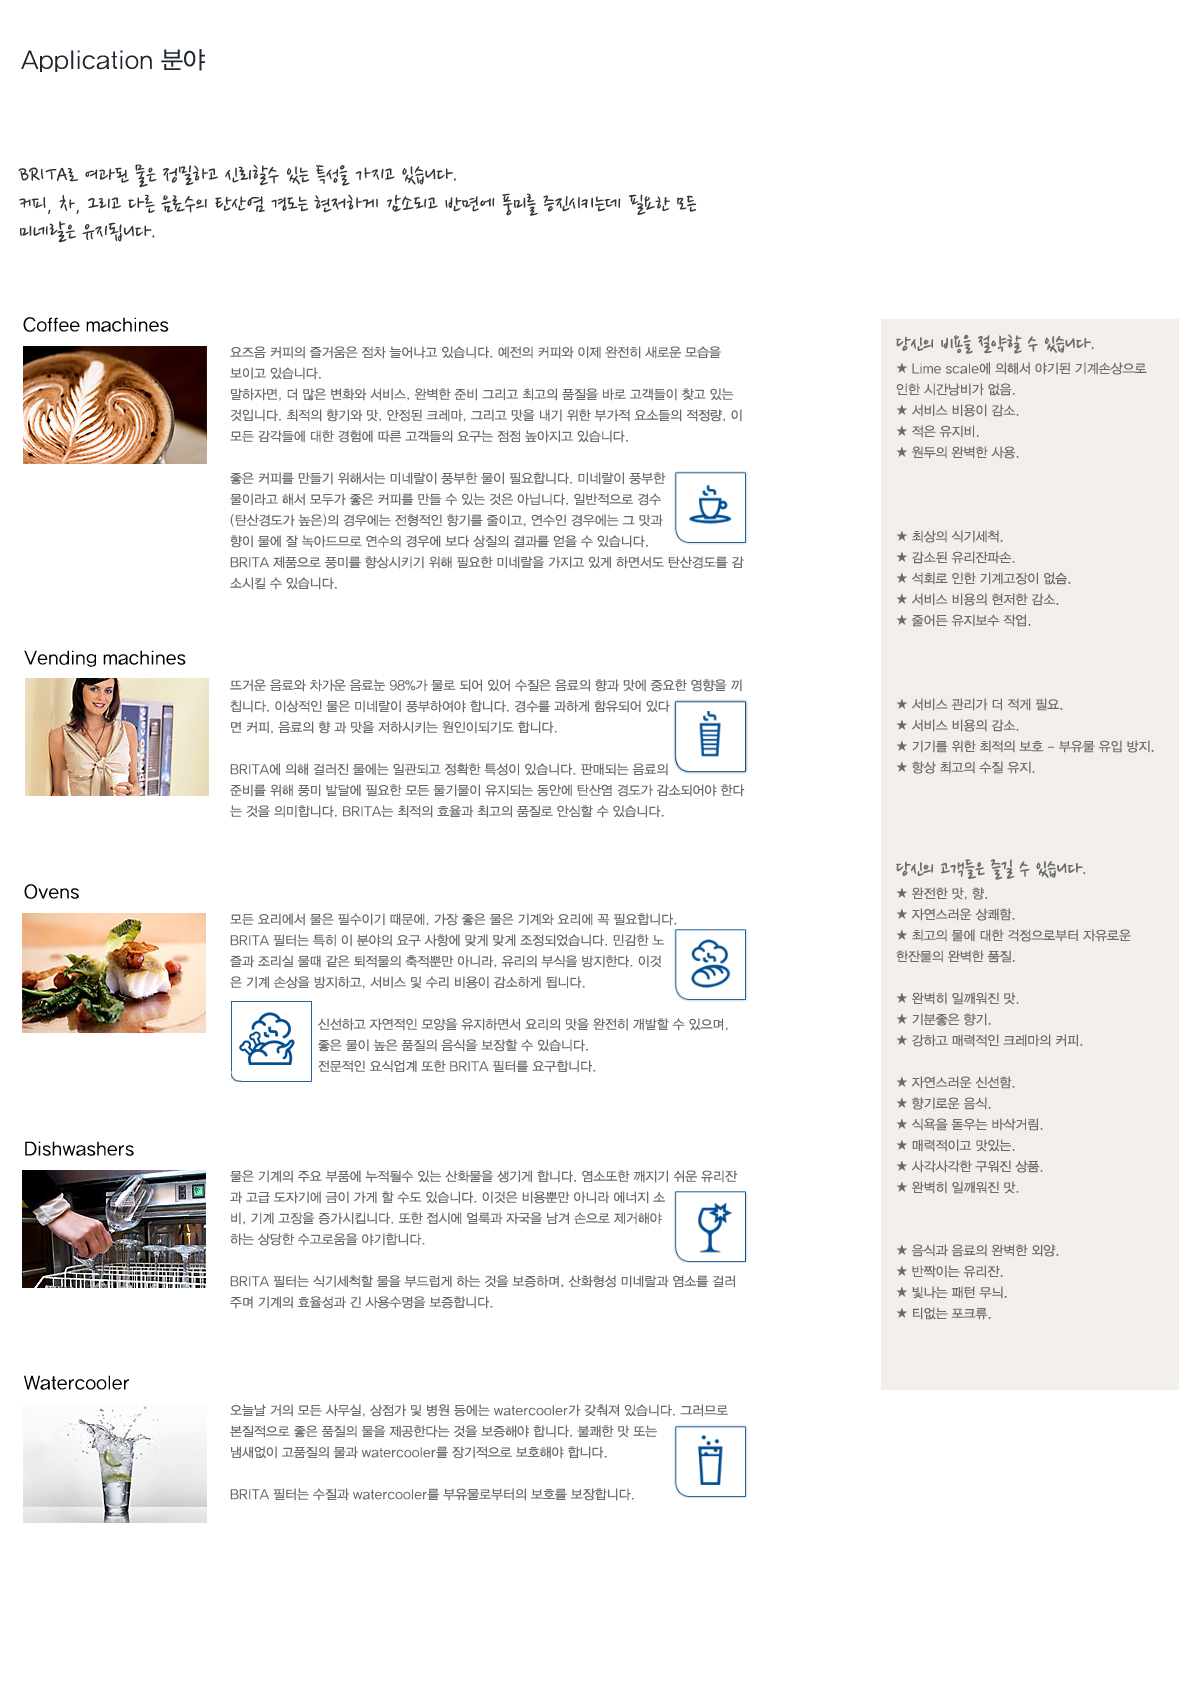 Application 분야
BRITA로 여과된 물은 정밀하고 신뢰할수 있는 특성을 가지고 있습니다.
커피, 차, 그리고 다른 음료수의 탄산염 경도는 현저하게 감소되고 반면에 풍미를 증진시키는데 필요한 모든
미네랄은 유지됩니다.
Coffee machines
요즈음 커피의 즐거움은 점차 늘어나고 있습니다. 예전의 커피와 이제 완전히 새로운 모습을
보이고 있습니다.
말하자면, 더 많은 변화와 서비스, 완벽한 준비 그리고 최고의 품질을 바로 고객들이 찾고 있는
것입니다. 최적의 향기와 맛, 안정된 크레마, 그리고 맛을 내기 위한 부가적 요소들의 적정량, 이
모든 감각들에 대한 경험에 따른 고객들의 요구는 점점 높아지고 있습니다.
좋은 커피를 만들기 위해서는 미네랄이 풍부한 물이 필요합니다. 미네랄이 풍부한
물이라고 해서 모두가 좋은 커피를 만들 수 있는 것은 아닙니다. 일반적으로 경수
(탄산경도가 높은)의 경우에는 전형적인 향기를 줄이고, 연수인 경우에는 그 맛과
향이 물에 잘 녹아드므로 연수의 경우에 보다 상질의 결과를 얻을 수 있습니다.
BRITA 제품으로 풍미를 향상시키기 위해 필요한 미네랄을 가지고 있게 하면서도 탄산경도를 감
소시킬 수 있습니다.
Vending machines
뜨거운 음료와 차가운 음료눈 98%가 물로 되어 있어 수질은 음료의 향과 맛에 중요한 영향을 끼
칩니다. 이상적인 물은 미네랄이 풍부하여야 합니다. 경수를 과하게 함유되어 있다
면 커피, 음료의 향 과 맛을 저하시키는 원인이되기도 합니다.
BRITA에 의해 걸러진 물에는 일관되고 정확한 특성이 있습니다. 판매되는 음료의
준비를 위해 풍미 발달에 필요한 모든 물기물이 유지되는 동안에 탄산염 경도가 감소되어야 한다
는 것을 의미합니다. BRITA는 최적의 효율과 최고의 품질로 안심할 수 있습니다.
Ovens
모든 요리에서 물은 필수이기 때문에, 가장 좋은 물은 기계와 요리에 꼭 필요합니다.
BRITA 필터는 특히 이 분야의 요구 사항에 맞게 맞게 조정되었습니다. 민감한 노
즐과 조리실 물때 같은 퇴적물의 축적뿐만 아니라, 유리의 부식을 방지한다. 이것
은 기계 손상을 방지하고, 서비스 및 수리 비용이 감소하게 됩니다.
신선하고 자연적인 모양을 유지하면서 요리의 맛을 완전히 개발할 수 있으며,
좋은 물이 높은 품질의 음식을 보장할 수 있습니다.
전문적인 요식업계 또한 BRITA 필터를 요구합니다.
Dishwashers
물은 기계의 주요 부품에 누적될수 있는 산화물을 생기게 합니다. 염소또한 깨지기 쉬운 유리잔
과 고급 도자기에 금이 가게 할 수도 있습니다. 이것은 비용뿐만 아니라 에너지 소
비, 기계 고장을 증가시킵니다. 또한 접시에 얼룩과 자국을 남겨 손으로 제거해야
하는 상당한 수고로움을 야기합니다.
BRITA 필터는 식기세척할 물을 부드럽게 하는 것을 보증하며, 산화형성 미네랄과 염소를 걸러
주며 기계의 효율성과 긴 사용수명을 보증합니다.
Watercooler
오늘날 거의 모든 사무실, 상점가 및 병원 등에는 watercooler가 갖춰져 있습니다. 그러므로
본질적으로 좋은 품질의 물을 제공한다는 것을 보증해야 합니다. 불쾌한 맛 또는
냄새없이 고품질의 물과 watercooler를 장기적으로 보호해야 합니다.
BRITA 필터는 수질과 watercooler를 부유물로부터의 보호를 보장합니다.
당신의 비용을 절약할 수 있습니다.
★ Lime scale에 의해서 야기된 기계손상으로
인한 시간낭비가 없음.
★ 서비스 비용이 감소.
★ 적은 유지비.
★ 원두의 완벽한 사용.
★ 최상의 식기세척.
★ 감소된 유리잔파손.
★ 석회로 인한 기계고장이 없슴.
★ 서비스 비용의 현저한 감소.
★ 줄어든 유지보수 작업.
★ 서비스 관리가 더 적게 필요.
★ 서비스 비용의 감소.
★ 기기를 위한 최적의 보호 - 부유물 유입 방지.
★ 항상 최고의 수질 유지.
당신의 고객들은 즐길 수 있습니다.
★ 완전한 맛, 향.
★ 자연스러운 상쾌함.
★ 최고의 물에 대한 걱정으로부터 자유로운
한잔물의 완벽한 품질.
★ 완벽히 일깨워진 맛.
★ 기분좋은 향기.
★ 강하고 매력적인 크레마의 커피.
★ 자연스러운 신선함.
★ 향기로운 음식.
★ 식욕을 돋우는 바삭거림.
★ 매력적이고 맛있는.
★ 사각사각한 구워진 상품.
★ 완벽히 일깨워진 맛.
★ 음식과 음료의 완벽한 외양.
★ 반짝이는 유리잔.
★ 빛나는 패턴 무늬.
★ 티없는 포크류.